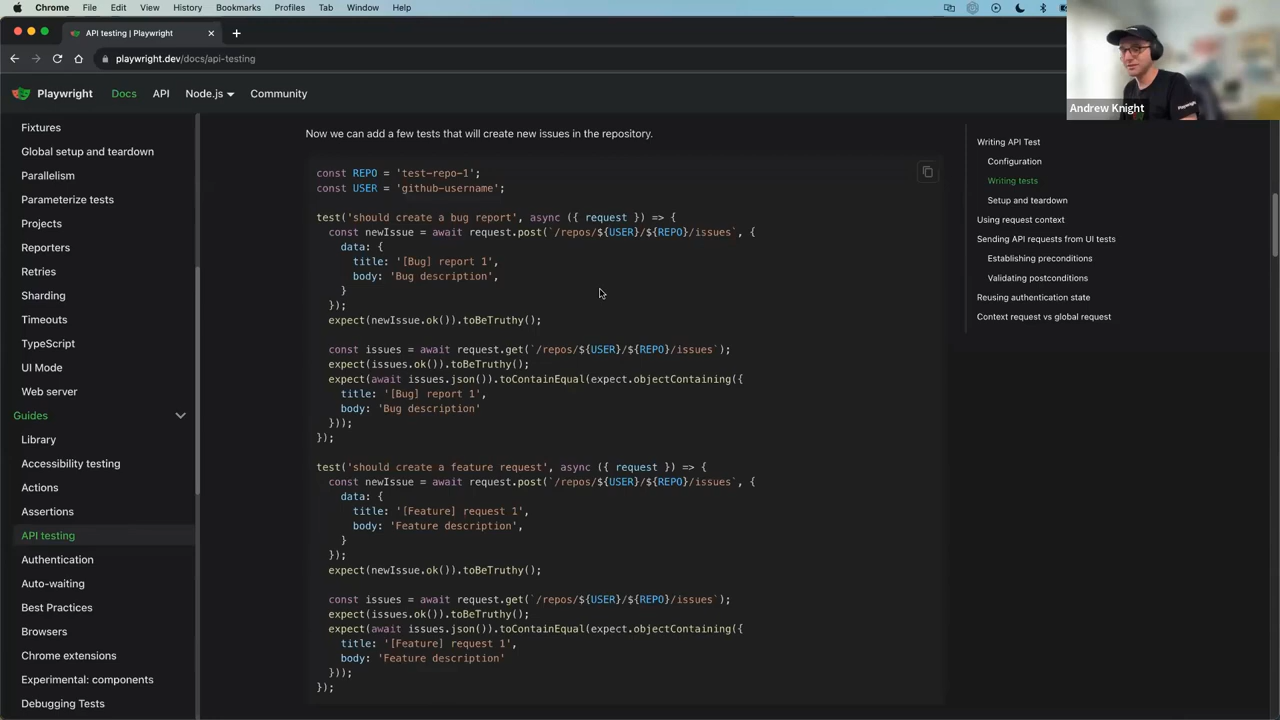 Chrome File Edit View History Bookmarks Profiles Tab Window Help
API testing | Playwright
playwright.dev/docs/api-testing
Playwright Docs API Node.js Community
Andrew Knight
Fixtures
Global setup and teardown
Parallelism
Parameterize tests
Projects
Reporters
Retries
Sharding
Timeouts
TypeScript
UI Mode
Web server
Guides
Library
Accessibility testing
Actions
Assertions
API testing
Authentication
Auto-waiting
Best Practices
Browsers
Chrome extensions
Experimental: components
Debugging Tests
Now we can add a few tests that will create new issues in the repository.
const REPO = 'test-repo-1';
const USER = 'github-username';
test('should create a bug report', async ({ request }) => {
  const newIssue = await request.post(`/repos/${USER}/${REPO}/issues`, {
    data: {
      title: '[Bug] report 1',
      body: 'Bug description',
    }
  });
  expect(newIssue.ok()).toBeTruthy();
  const issues = await request.get(`/repos/${USER}/${REPO}/issues`);
  expect(issues.ok()).toBeTruthy();
  expect(await issues.json()).toContainEqual(expect.objectContaining({
    title: '[Bug] report 1',
    body: 'Bug description'
  }));
});
test('should create a feature request', async ({ request }) => {
  const newIssue = await request.post(`/repos/${USER}/${REPO}/issues`, {
    data: {
      title: '[Feature] request 1',
      body: 'Feature description',
    }
  });
  expect(newIssue.ok()).toBeTruthy();
  const issues = await request.get(`/repos/${USER}/${REPO}/issues`);
  expect(issues.ok()).toBeTruthy();
  expect(await issues.json()).toContainEqual(expect.objectContaining({
    title: '[Feature] request 1',
    body: 'Feature description'
  }));
});
Writing API Test
Configuration
Writing tests
Setup and teardown
Using request context
Sending API requests from UI tests
Establishing preconditions
Validating postconditions
Reusing authentication state
Context request vs global request